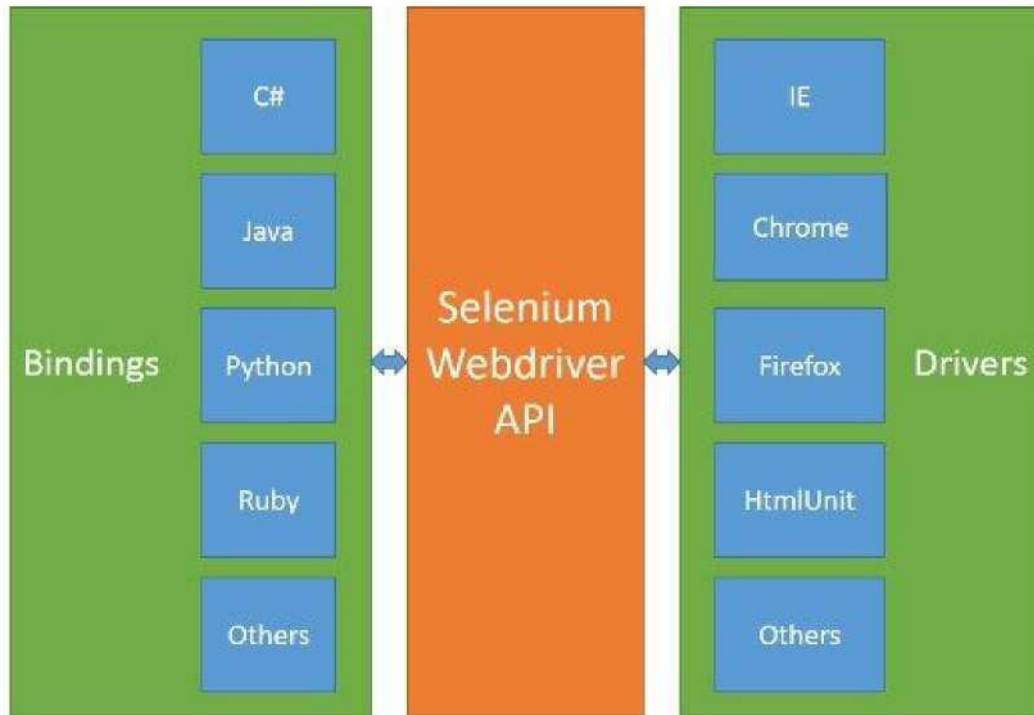 Bindings
C#
Java
Python
Ruby
Others
Selenium
Webdriver
API
IE
Chrome
Firefox
HtmlUnit
Others
Drivers